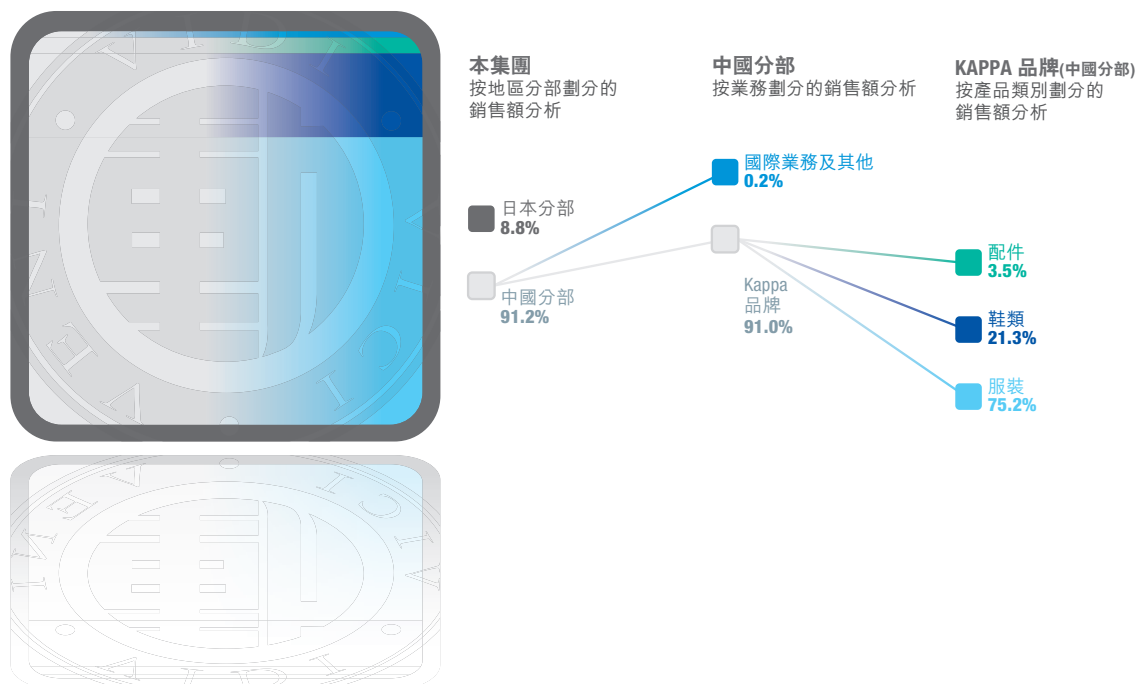 本集團
按地區分部劃分的
銷售額分析
日本分部
8.8%
中國分部
91.2%
中國分部
按業務劃分的銷售額分析
國際業務及其他
0.2%
Kappa
品牌
91.0%
KAPPA 品牌(中國分部)
按產品類別劃分的
銷售額分析
配件
3.5%
鞋類
21.3%
服裝
75.2%